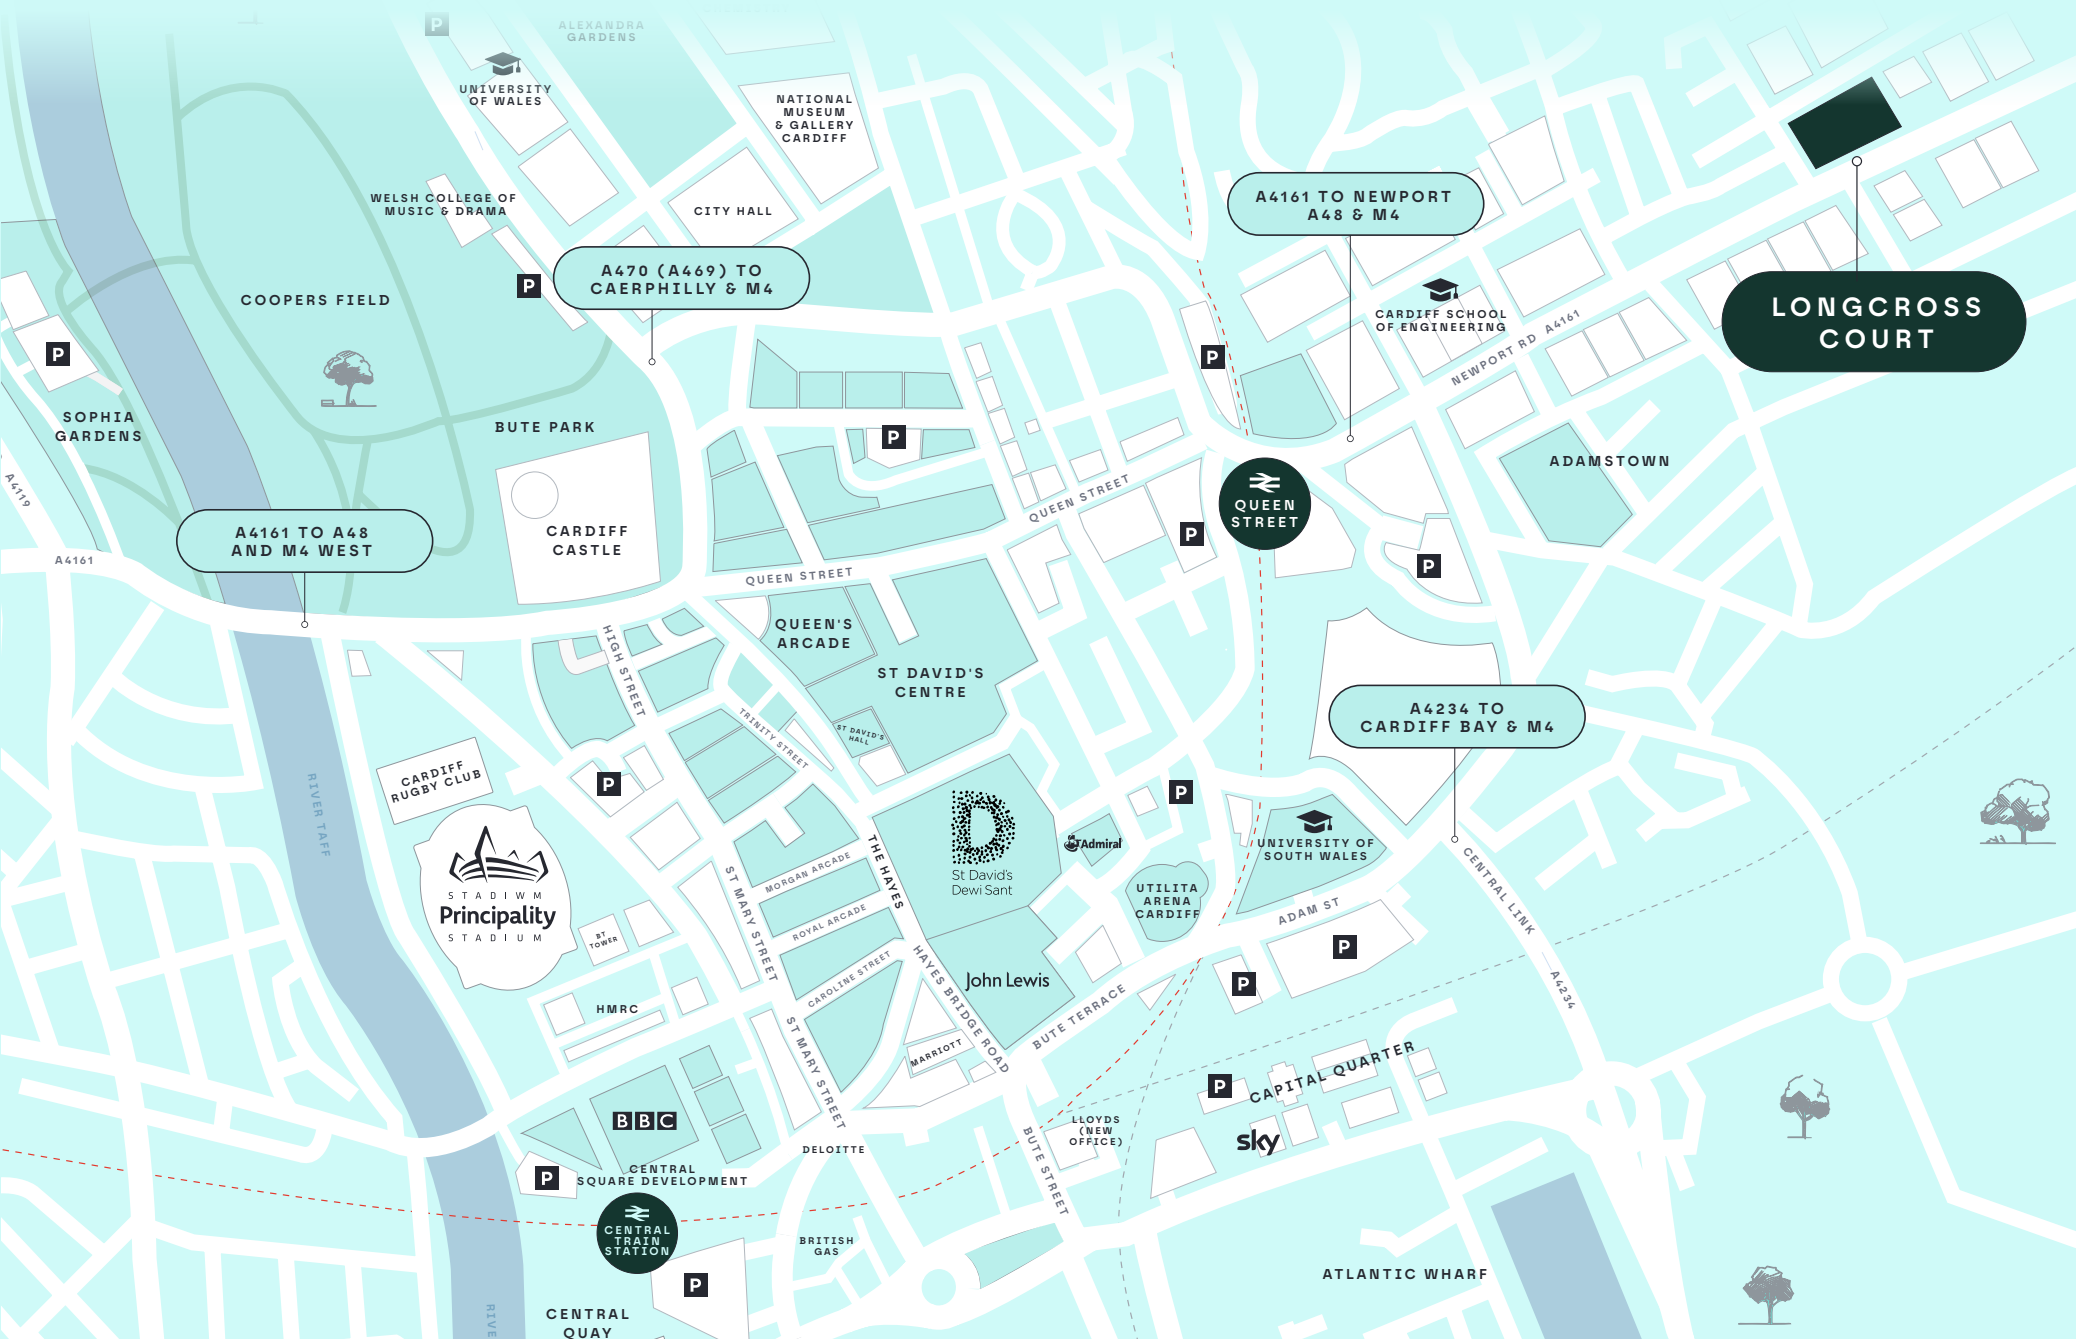 P
ALEXANDRA
GARDENS
UNIVERSITY
OF WALES
NATIONAL
MUSEUM
& GALLERY
CARDIFF
WELSH COLLEGE OF
MUSIC & DRAMA
CITY HALL
A4161 TO NEWPORT
A48 & M4
A470 (A469) TO
CAERPHILLY & M4
P
COOPERS FIELD
CARDIFF SCHOOL
OF ENGINEERING
NEWPORT RD A4161
LONGCROSS
COURT
P
P
SOPHIA
GARDENS
BUTE PARK
P
ADAMSTOWN
A4119
QUEEN STREET
QUEEN
STREET
A4161 TO A48
AND M4 WEST
CARDIFF
CASTLE
P
P
A4161
QUEEN STREET
QUEEN'S
ARCADE
HIGH STREET
ST DAVID'S
CENTRE
A4234 TO
CARDIFF BAY & M4
TRINITY STREET
ST DAVID'S
HALL
CARDIFF
RUGBY CLUB
P
P
RIVER TAFF
STADIWM
Principality
STADIUM
THE HAYES
D
St David's
Dewi Sant
Admiral
UNIVERSITY OF
SOUTH WALES
MORGAN ARCADE
ROYAL ARCADE
CAROLINE STREET
ST MARY STREET
UTILITA
ARENA
CARDIFF
ADAM ST
CENTRAL LINK
A4234
BT
TOWER
P
P
HAYES BRIDGE ROAD
John Lewis
BUTE TERRACE
HMRC
ST MARY STREET
MARRIOTT
CAPITAL QUARTER
P
BBC
LLOYDS
(NEW
OFFICE)
sky
DELOITTE
BUTE STREET
CENTRAL
SQUARE DEVELOPMENT
P
CENTRAL
TRAIN
STATION
BRITISH
GAS
P
ATLANTIC WHARF
CENTRAL
QUAY
RIVE